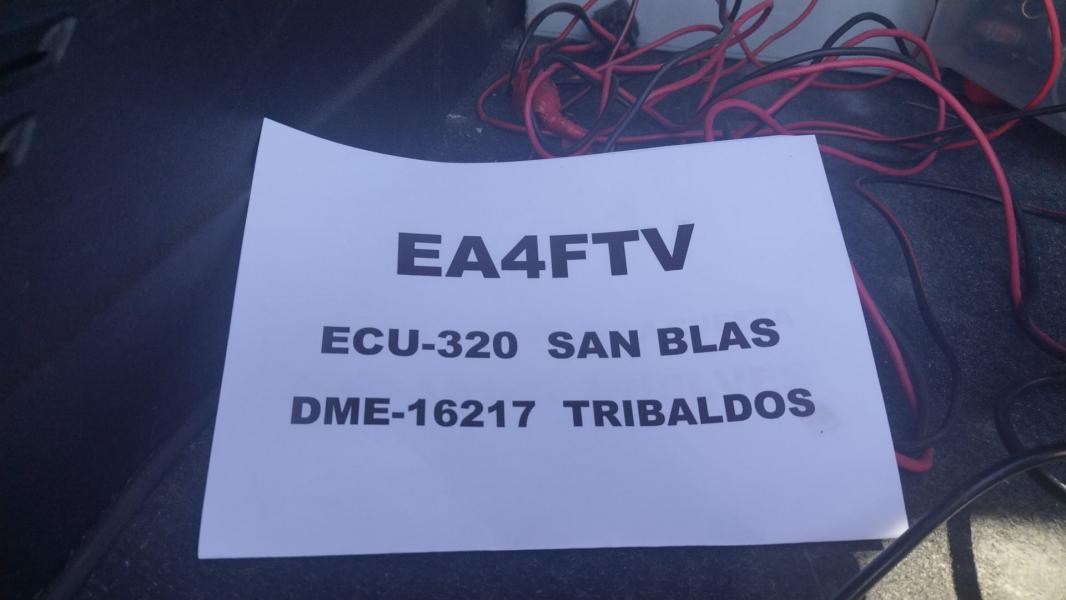 EA4FTV
ECU-320 SAN BLAS
DME-16217 TRIBALDOS